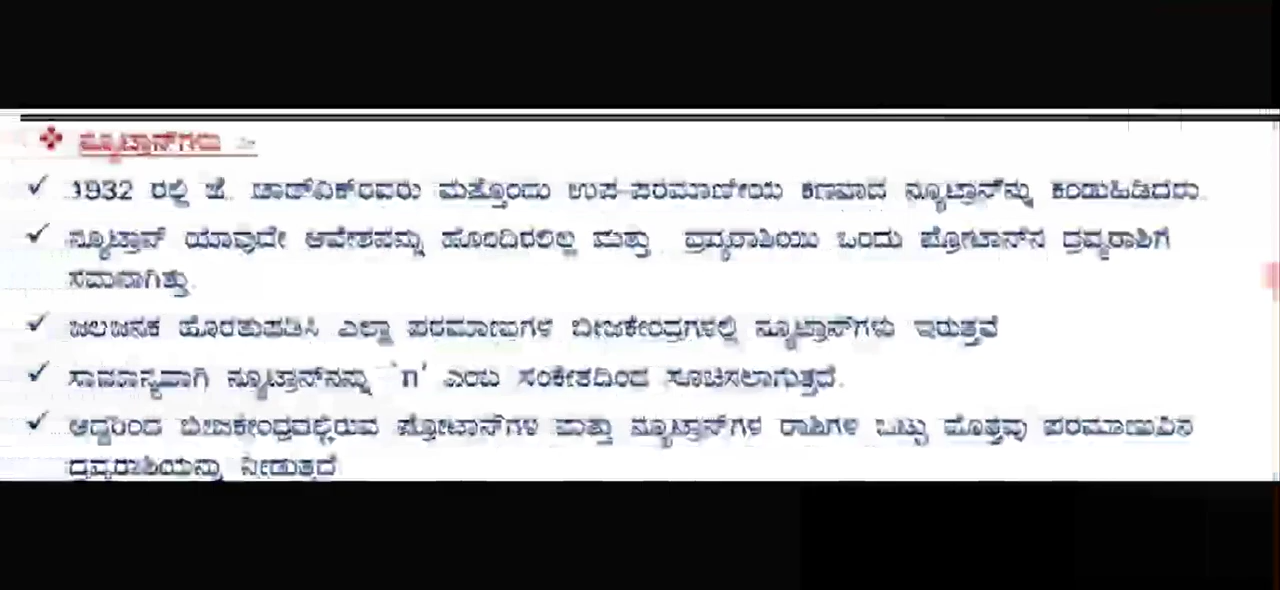 ❖ ನ್ಯೂಟ್ರಾನ್‌ಗಳು :-
✓ 1932 ರಲ್ಲಿ ಜೆ. ಚಾಡ್‌ವಿಕ್‌ರವರು ಮತ್ತೊಂದು ಉಪ-ಪರಮಾಣೀಯ ಕಣವಾದ ನ್ಯೂಟ್ರಾನ್‌ನ್ನು ಕಂಡುಹಿಡಿದರು.
✓ ನ್ಯೂಟ್ರಾನ್ ಯಾವುದೇ ಆವೇಶವನ್ನು ಹೊಂದಿರಲಿಲ್ಲ ಮತ್ತು ದ್ರವ್ಯರಾಶಿಯು ಒಂದು ಪ್ರೋಟಾನ್‌ನ ದ್ರವ್ಯರಾಶಿಗೆ
ಸಮನಾಗಿತ್ತು.
✓ ಜಲಜನಕ ಹೊರತುಪಡಿಸಿ ಎಲ್ಲಾ ಪರಮಾಣುಗಳ ಬೀಜಕೇಂದ್ರಗಳಲ್ಲಿ ನ್ಯೂಟ್ರಾನ್‌ಗಳು ಇರುತ್ತವೆ
✓ ಸಾಮಾನ್ಯವಾಗಿ ನ್ಯೂಟ್ರಾನ್‌ನನ್ನು 'n' ಎಂಬ ಸಂಕೇತದಿಂದ ಸೂಚಿಸಲಾಗುತ್ತದೆ.
✓ ಆದ್ದರಿಂದ ಬೀಜಕೇಂದ್ರದಲ್ಲಿರುವ ಪ್ರೋಟಾನ್‌ಗಳ ಮತ್ತು ನ್ಯೂಟ್ರಾನ್‌ಗಳ ರಾಶಿಗಳ ಒಟ್ಟು ಮೊತ್ತವು ಪರಮಾಣುವಿನ
ದ್ರವ್ಯರಾಶಿಯನ್ನು ನೀಡುತ್ತದೆ